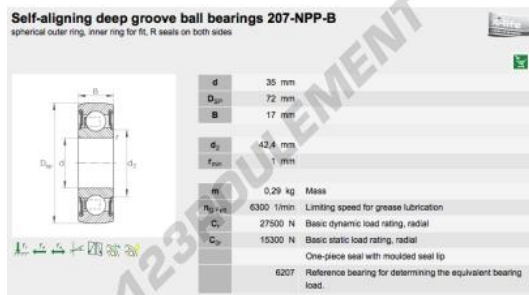 Self-aligning deep groove ball bearings 207-NPP-B
spherical outer ring, inner ring for fit, R seals on both sides
d 35 mm
DSP 72 mm
B 17 mm
d2 42,4 mm
rmin 1 mm
m 0,29 kg Mass
6300 1/min Limiting speed for grease lubrication
Cr 27500 N Basic dynamic load rating, radial
C0r 15300 N Basic static load rating, radial
One-piece seal with moulded seal lip
6207 Reference bearing for determining the equivalent bearing
load.
B
r
DSP d d2
123ROULEMENT